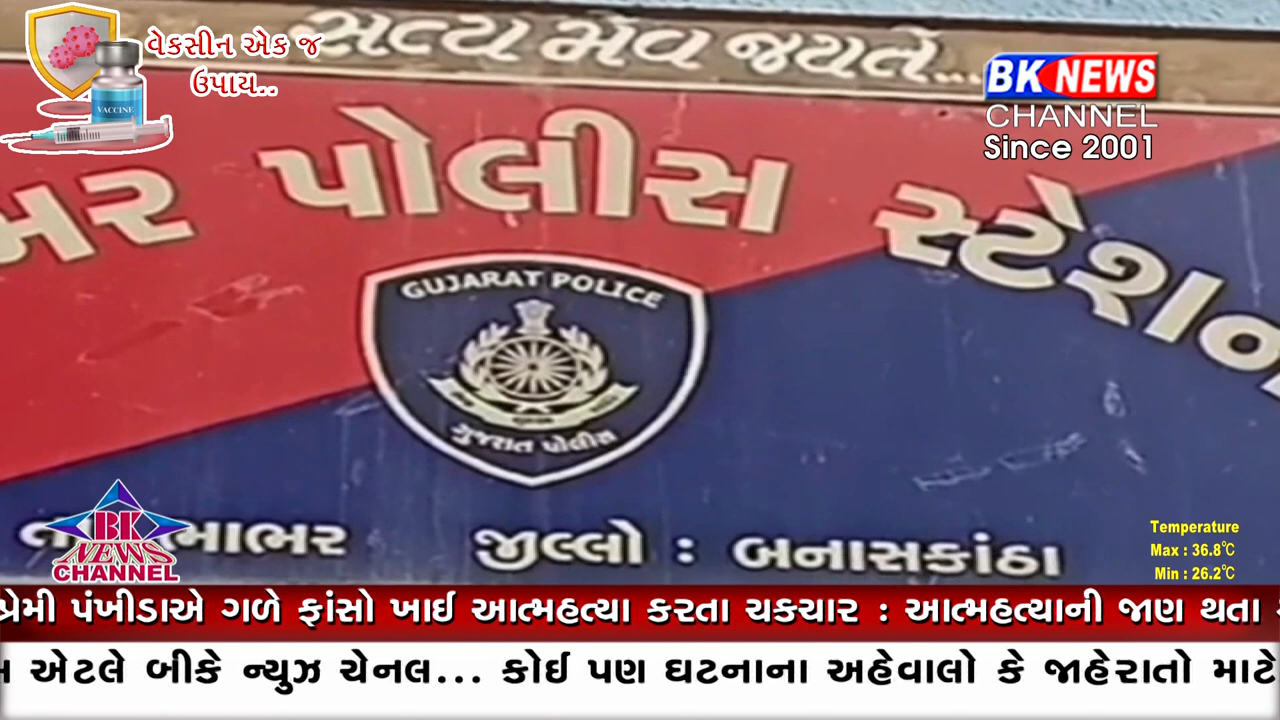 વેકસીન એક જ
ઉપાય..
VACCINE
સત્ય મેવ જયતે...
BK NEWS
CHANNEL
Since 2001
પોલીસ સ્ટેશન
GUJARAT POLICE
ગુજરાત પોલીસ
BK
NEWS
CHANNEL
ભાભર જીલ્લો : બનાસકાંઠા
Temperature
Max : 36.8℃
Min : 26.2℃
પ્રેમી પંખીડાએ ગળે ફાંસો ખાઈ આત્મહત્યા કરતા ચકચાર : આત્મહત્યાની જાણ થતા
એટલે બીકે ન્યુઝ ચેનલ... કોઈ પણ ઘટનાના અહેવાલો કે જાહેરાતો માટે